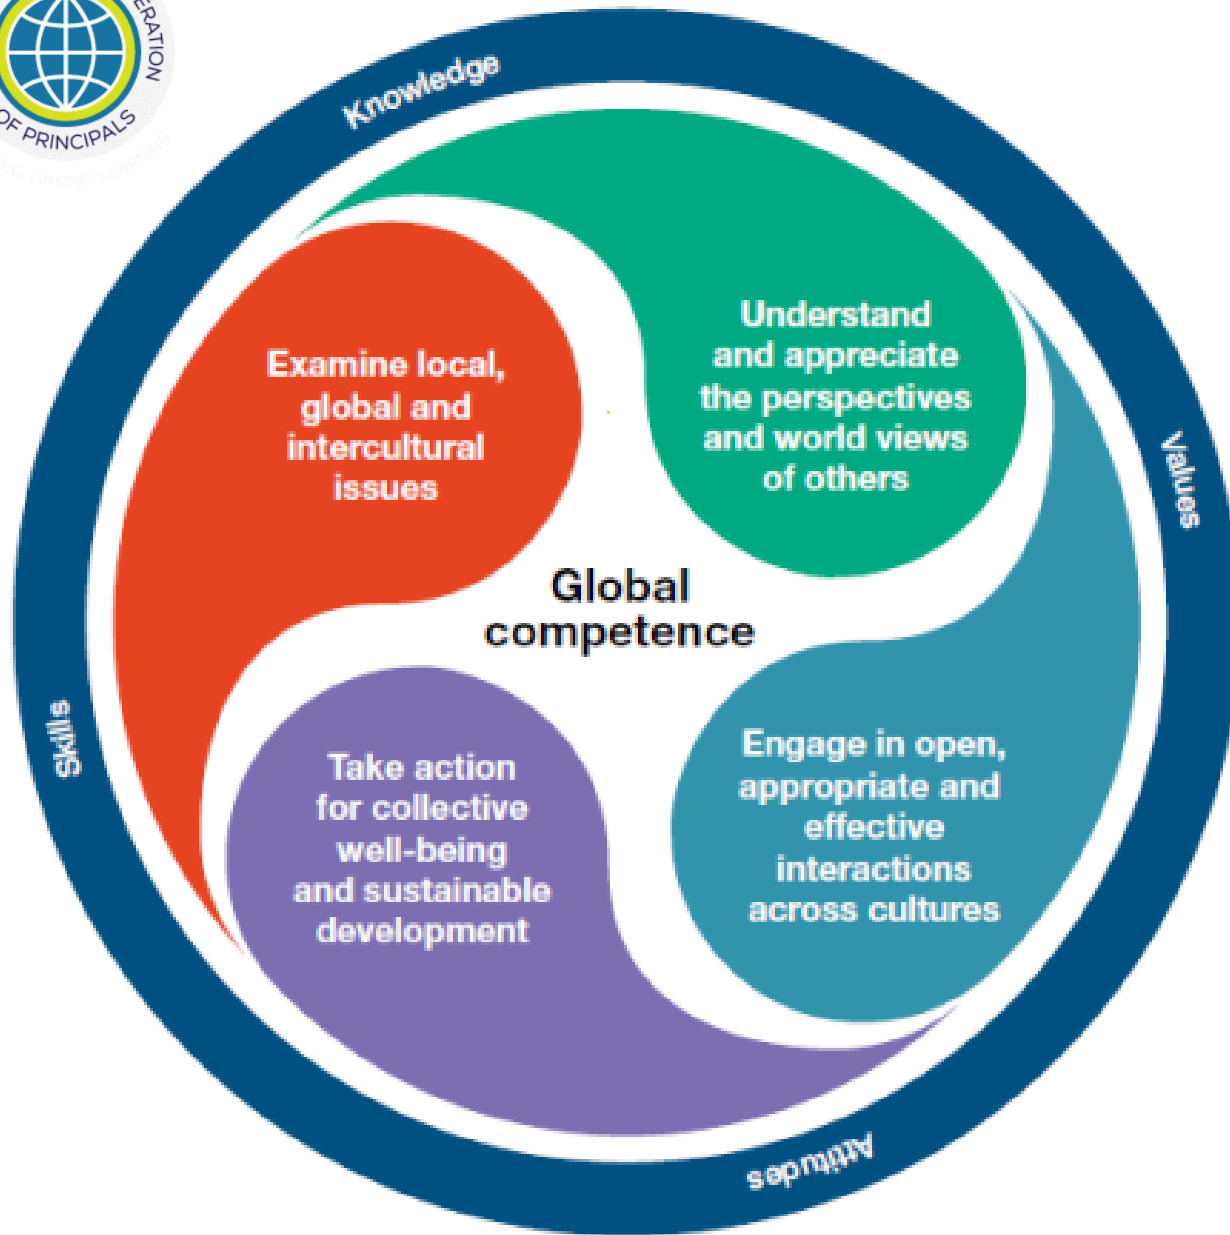 ERATION
OF PRINCIPALS
LINKING, LEARNING
Knowledge
Values
Attitudes
Skills
Understand
and appreciate
the perspectives
and world views
of others
Examine local,
global and
intercultural
issues
Global
competence
Engage in open,
appropriate and
effective
interactions
across cultures
Take action
for collective
well-being
and sustainable
development